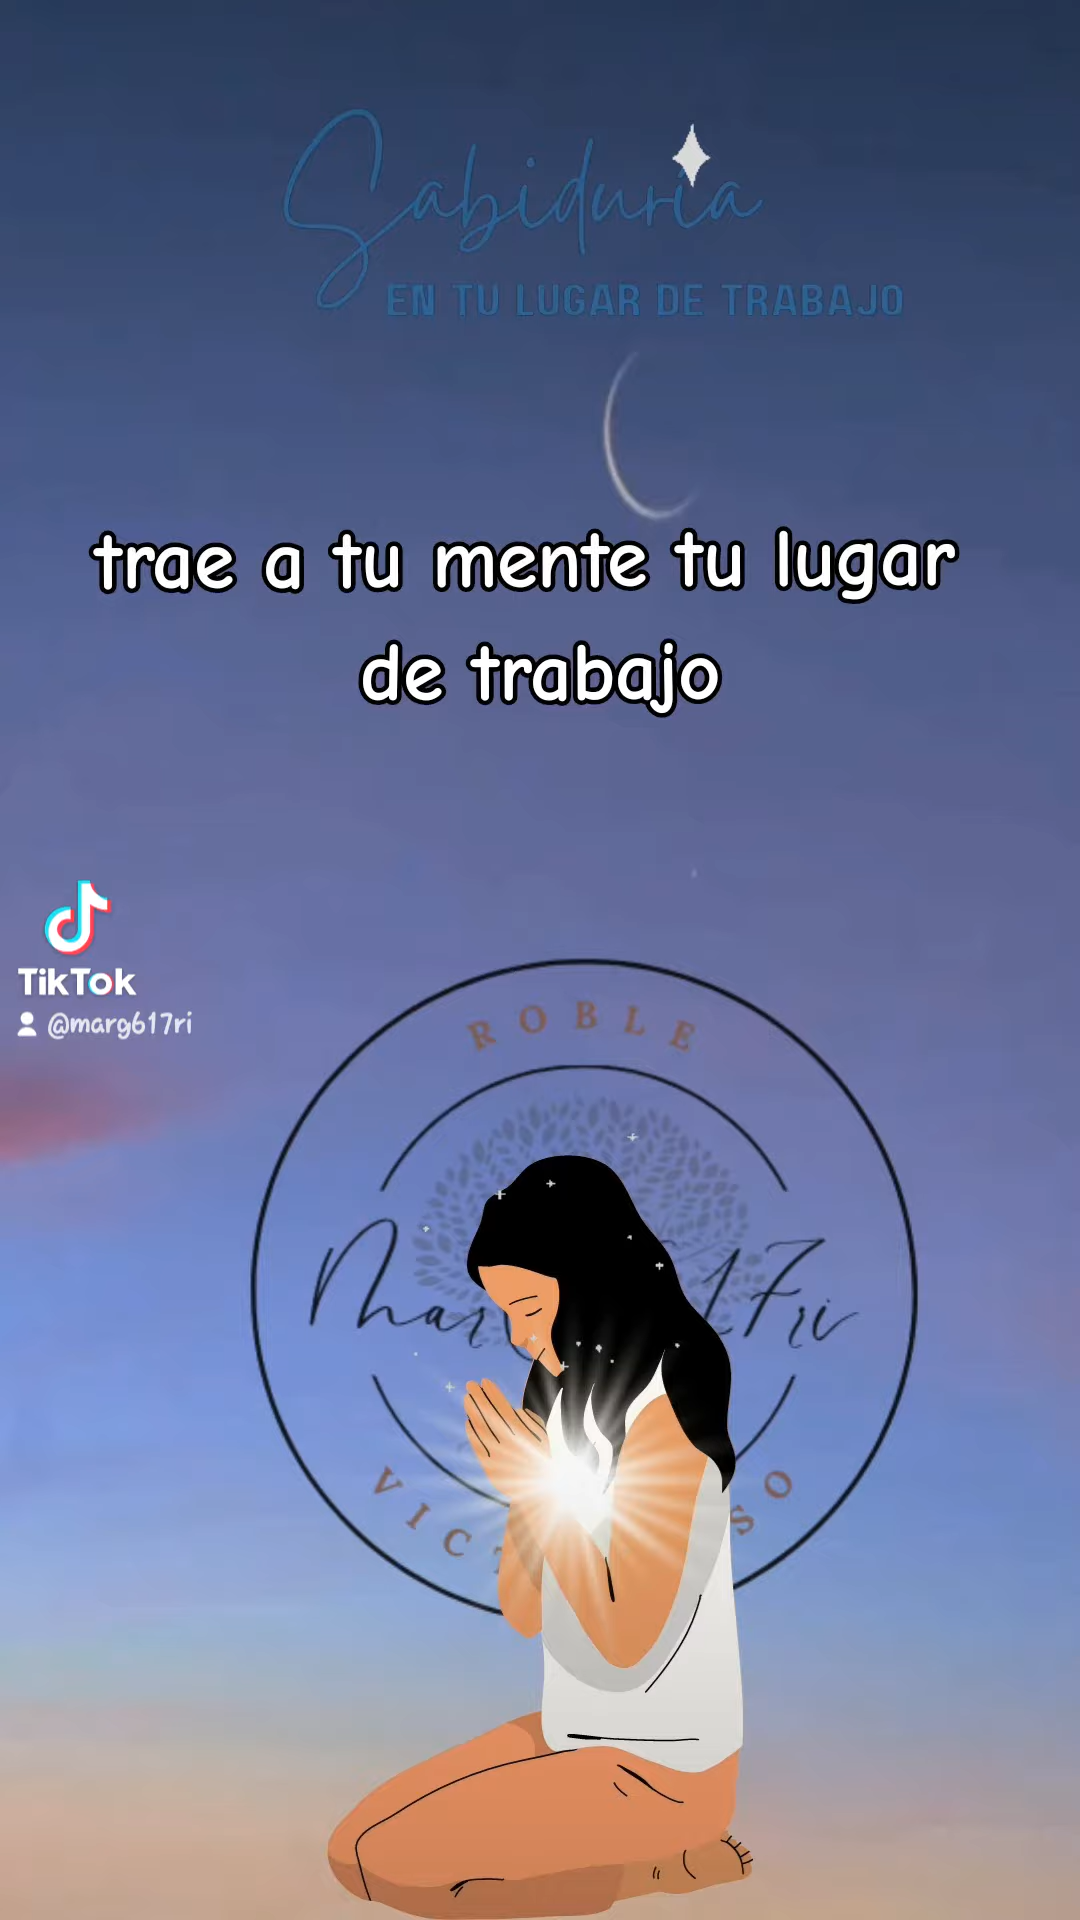 Sabiduría
EN TU LUGAR DE TRABAJO
trae a tu mente tu lugar
de trabajo
TikTok
@marg617ri
ROBLE